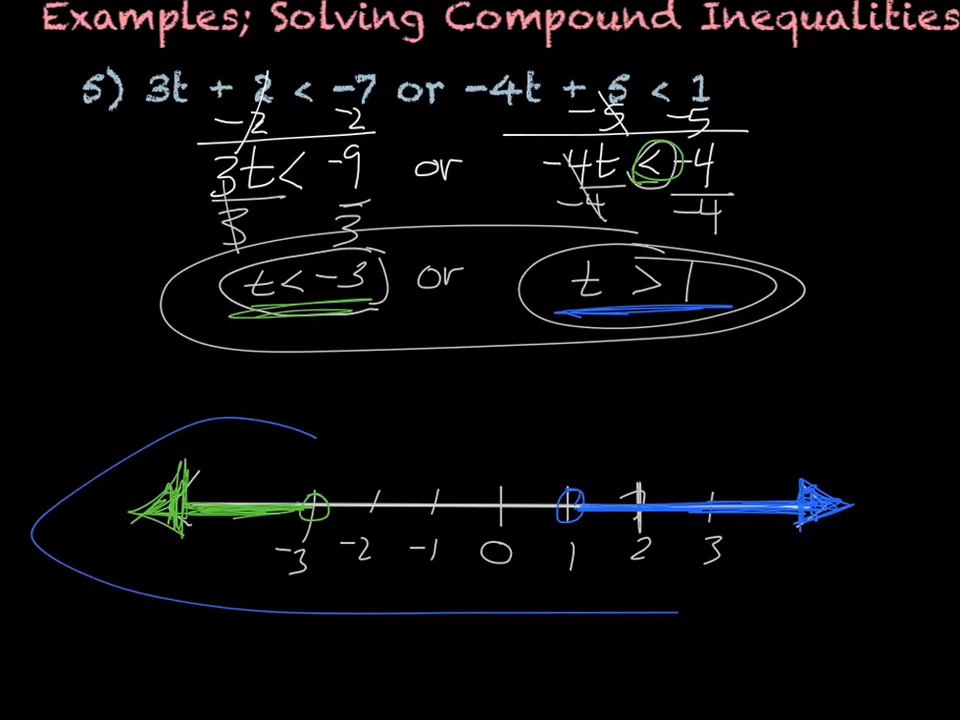 Examples; Solving Compound Inequalities
5) 3t + 2 < -7 or -4t + 5 < 1
-2 -2 -5 -5
3t < -9 or -4t < -4
3 3 -4 -4
t < -3 or t > 1
-3 -2 -1 0 1 2 3